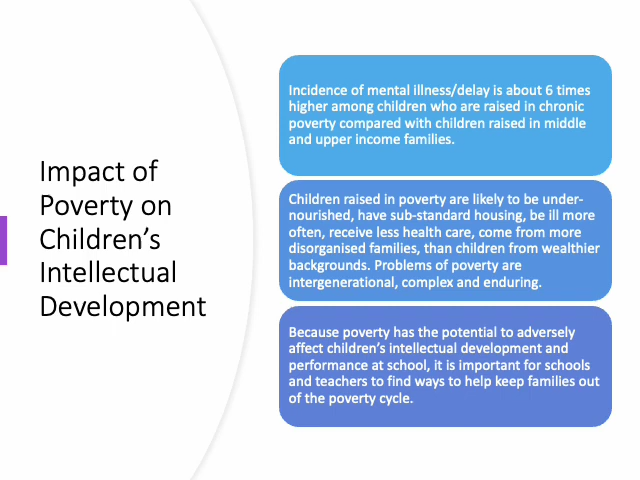 Impact of
Poverty on
Children’s
Intellectual
Development
Incidence of mental illness/delay is about 6 times
higher among children who are raised in chronic
poverty compared with children raised in middle
and upper income families.
Children raised in poverty are likely to be under-
nourished, have sub-standard housing, be ill more
often, receive less health care, come from more
disorganised families, than children from wealthier
backgrounds. Problems of poverty are
intergenerational, complex and enduring.
Because poverty has the potential to adversely
affect children’s intellectual development and
performance at school, it is important for schools
and teachers to find ways to help keep families out
of the poverty cycle.